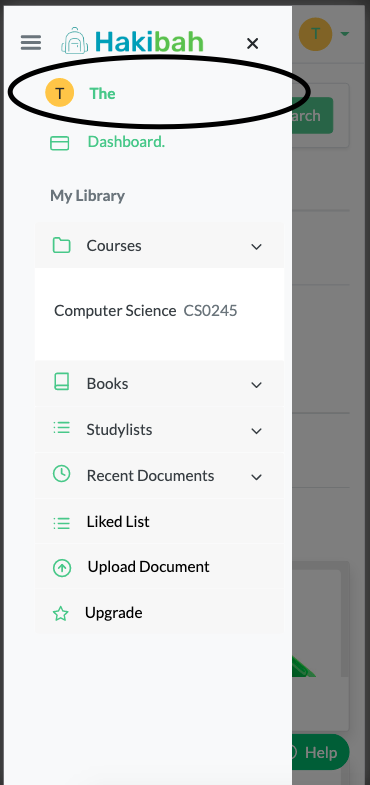 Hakibah
T
T The
arch
Dashboard.
My Library
Courses
Computer Science CS0245
Books
Studylists
Recent Documents
Liked List
Upload Document
Upgrade
Help